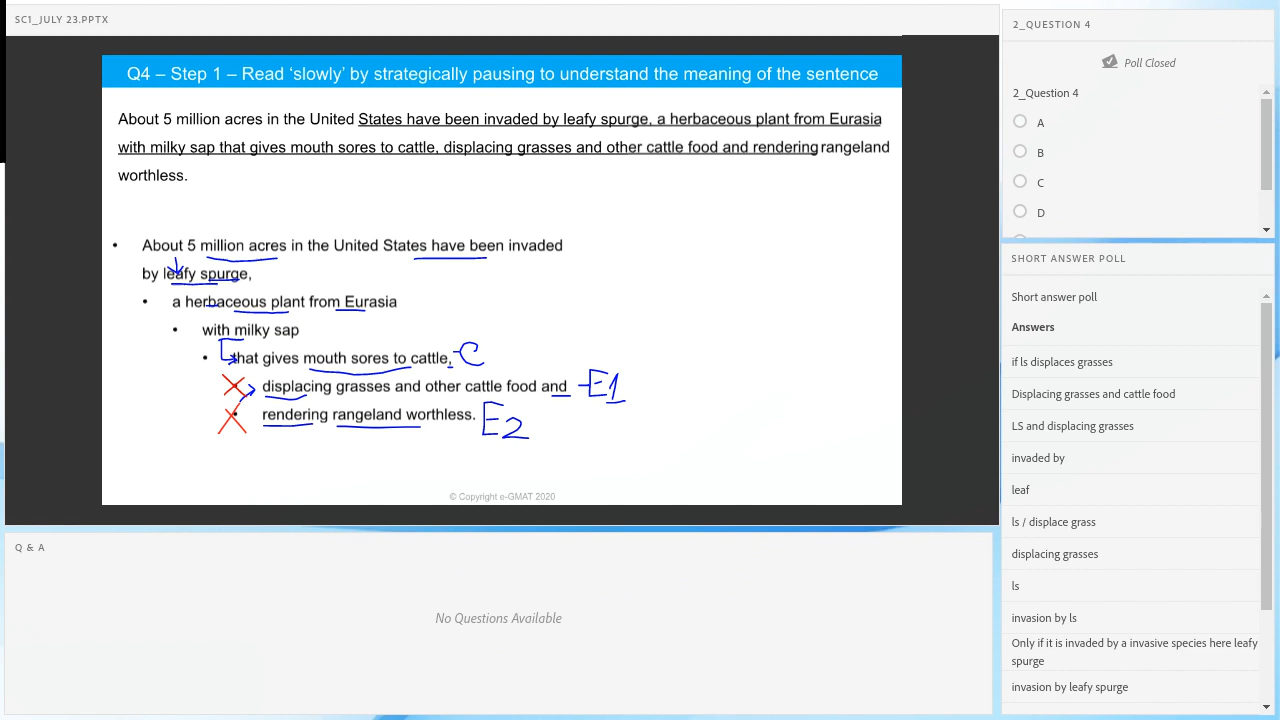 SC1_JULY 23.PPTX
Q4 – Step 1 – Read ‘slowly’ by strategically pausing to understand the meaning of the sentence
About 5 million acres in the United States have been invaded by leafy spurge, a herbaceous plant from Eurasia
with milky sap that gives mouth sores to cattle, displacing grasses and other cattle food and rendering rangeland
worthless.
• About 5 million acres in the United States have been invaded
by leafy spurge,
• a herbaceous plant from Eurasia
• with milky sap
• that gives mouth sores to cattle, C
displacing grasses and other cattle food and E1
• rendering rangeland worthless. E2
© Copyright e-GMAT 2020
Q & A
No Questions Available
2_QUESTION 4
Poll Closed
2_Question 4
A
B
C
D
SHORT ANSWER POLL
Short answer poll
Answers
if ls displaces grasses
Displacing grasses and cattle food
LS and displacing grasses
invaded by
leaf
ls / displace grass
displacing grasses
ls
invasion by ls
Only if it is invaded by a invasive species here leafy
spurge
invasion by leafy spurge